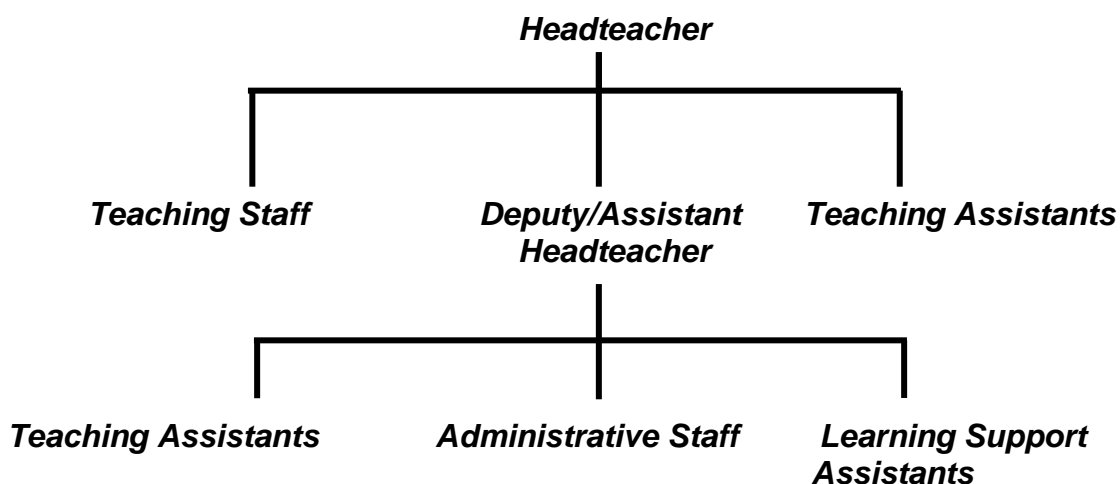 Headteacher
Teaching Staff
Deputy/Assistant
Headteacher
Teaching Assistants
Teaching Assistants
Administrative Staff
Learning Support
Assistants